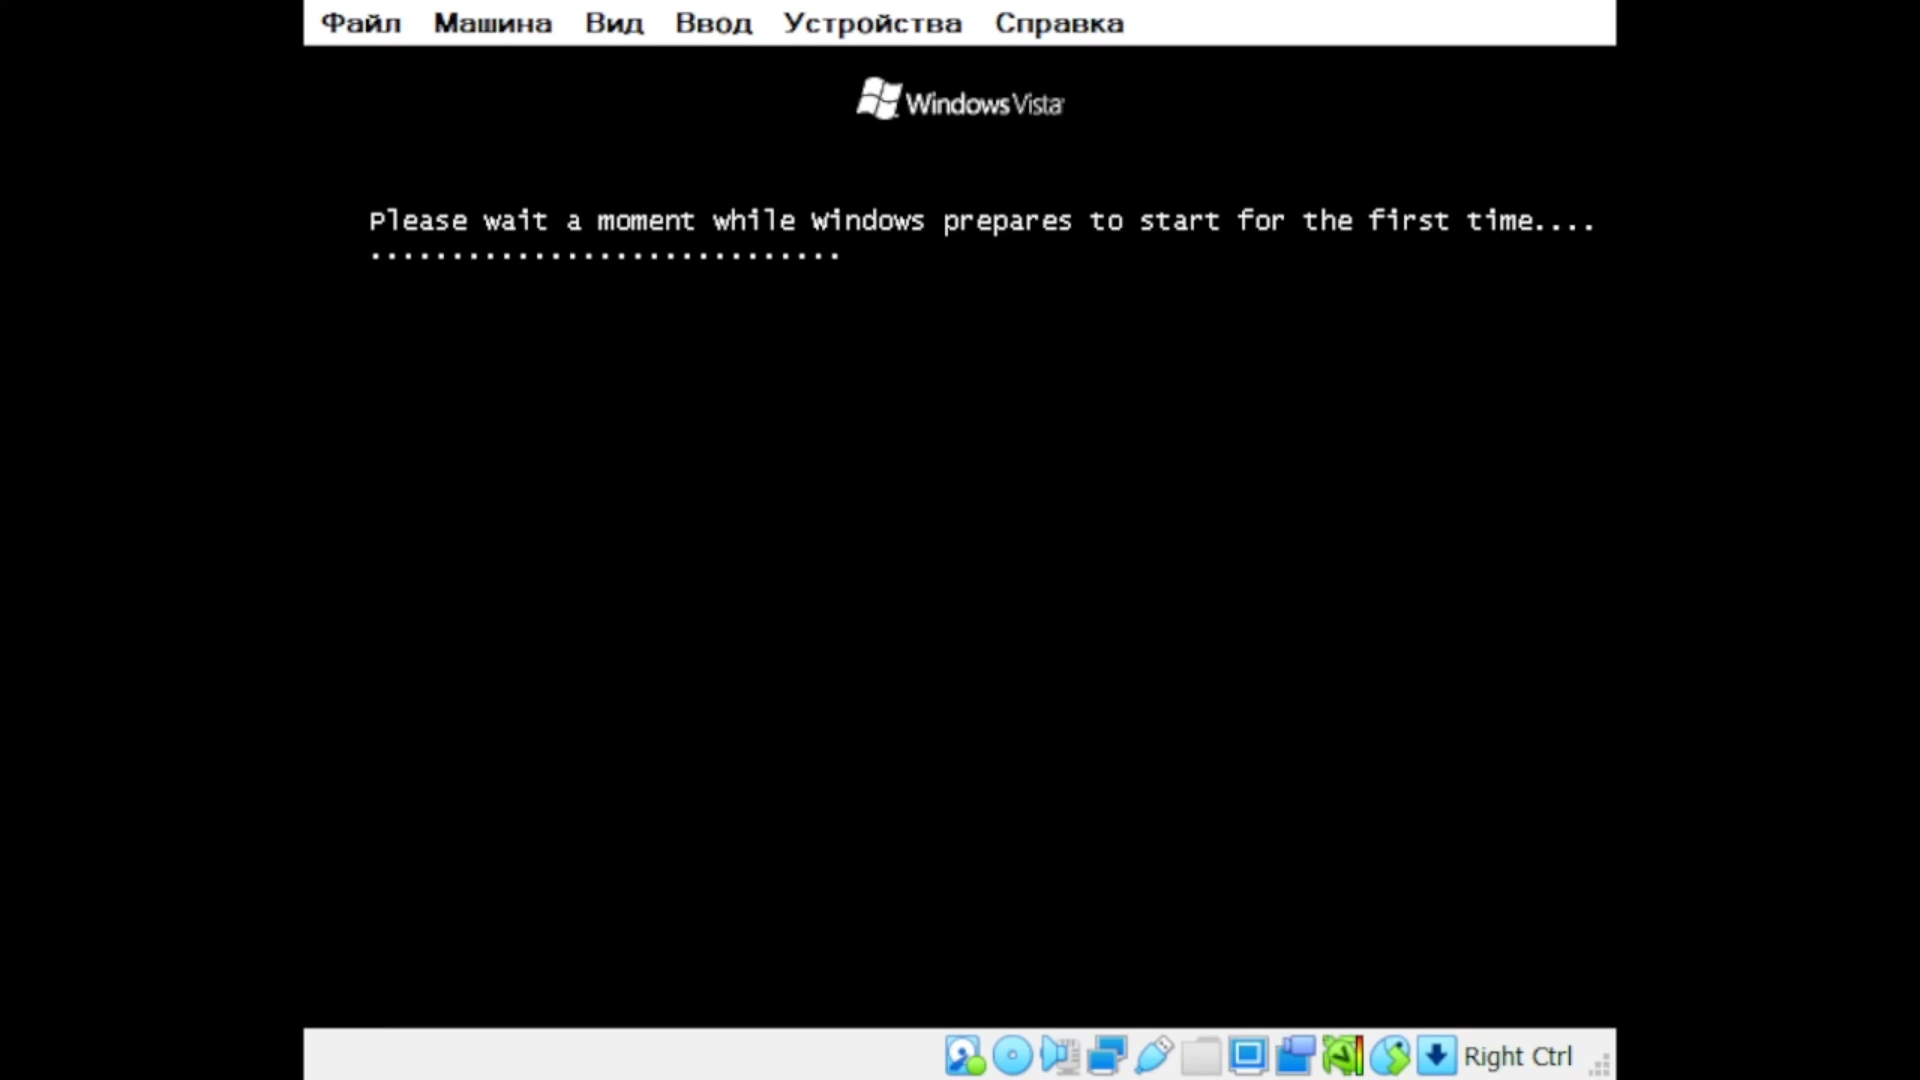 Файл Машина Вид Ввод Устройства Справка
Windows Vista
Please wait a moment while Windows prepares to start for the first time....
.............................
Right Ctrl